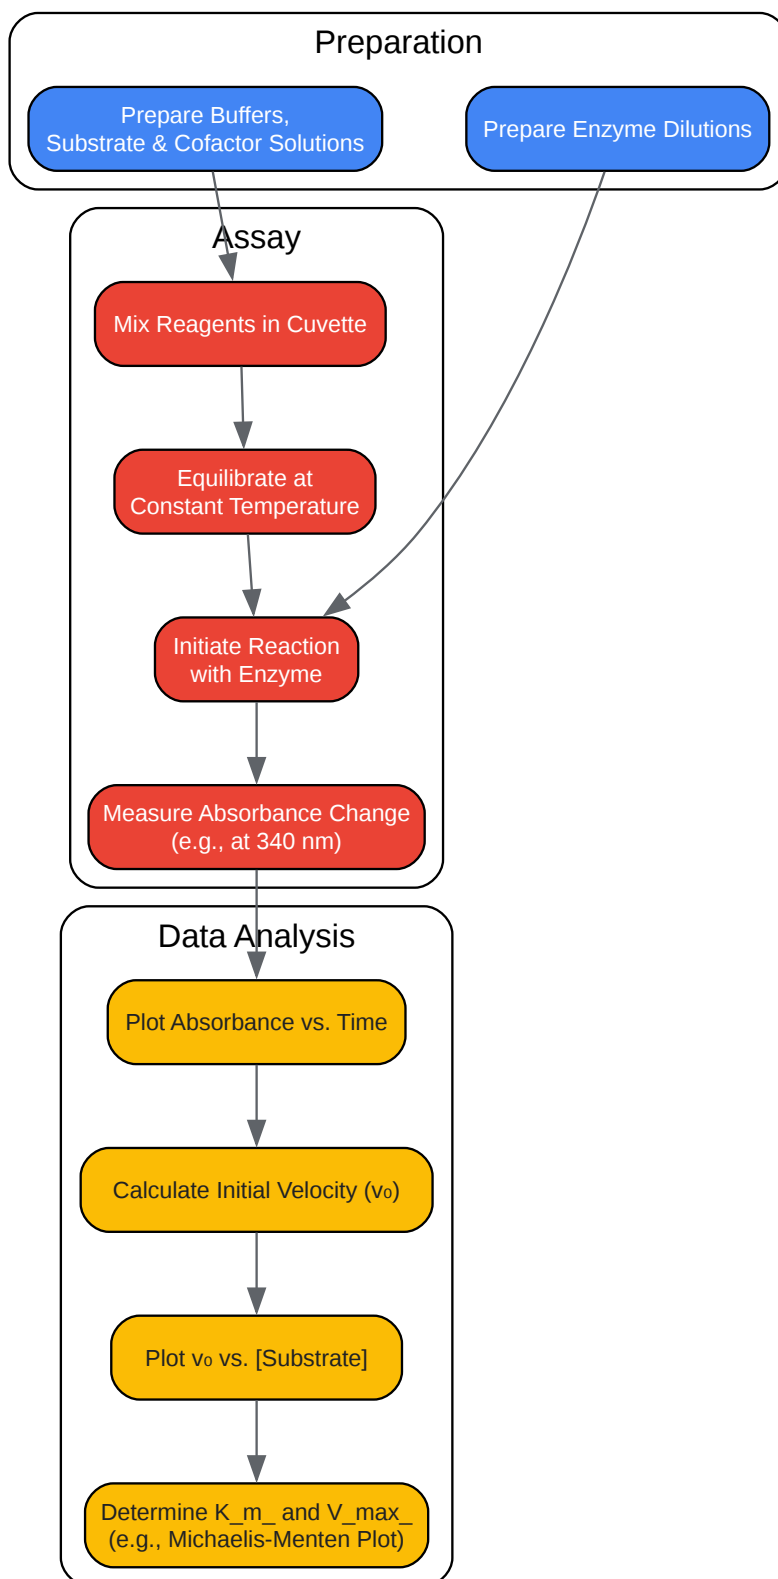 Preparation
Prepare Buffers,
Substrate & Cofactor Solutions
Prepare Enzyme Dilutions
Assay
Mix Reagents in Cuvette
Equilibrate at
Constant Temperature
Initiate Reaction
with Enzyme
Measure Absorbance Change
(e.g., at 340 nm)
Data Analysis
Plot Absorbance vs. Time
Calculate Initial Velocity (v₀)
Plot v₀ vs. [Substrate]
Determine K_m_ and V_max_
(e.g., Michaelis-Menten Plot)